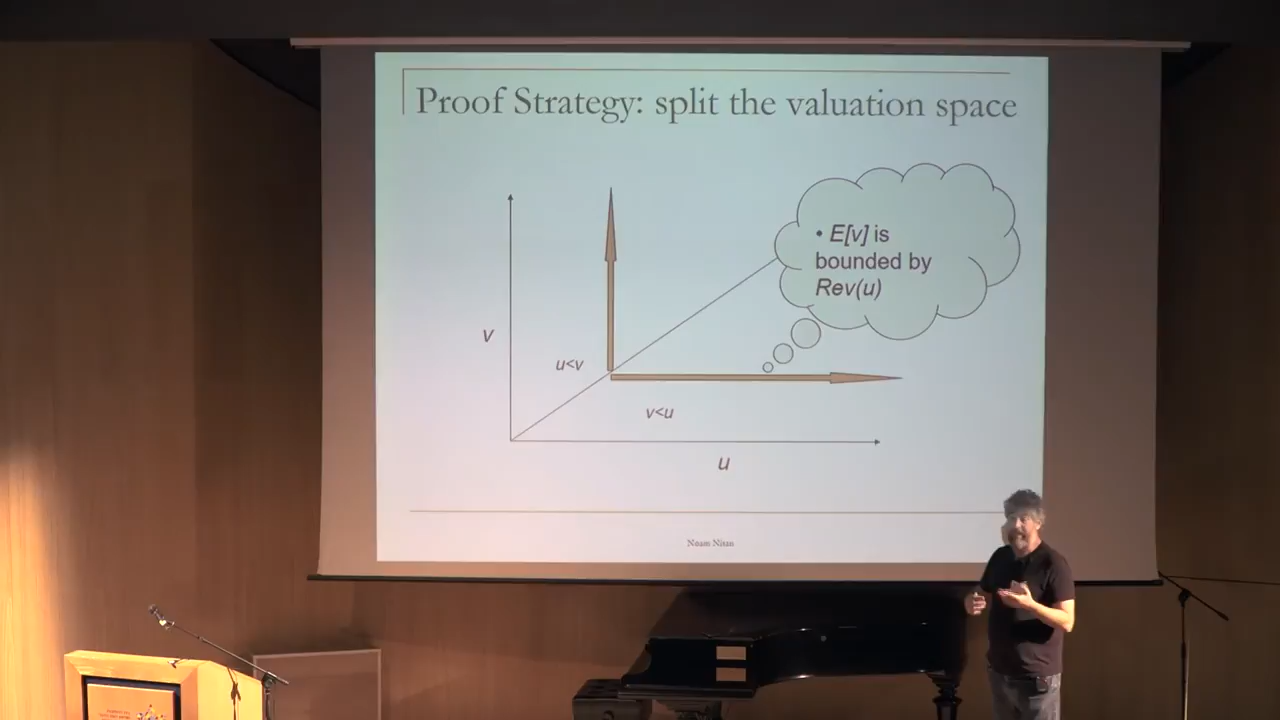 Proof Strategy: split the valuation space
• E[v] is
bounded by
Rev(u)
v
u<v
v<u
u
Noam Nisan